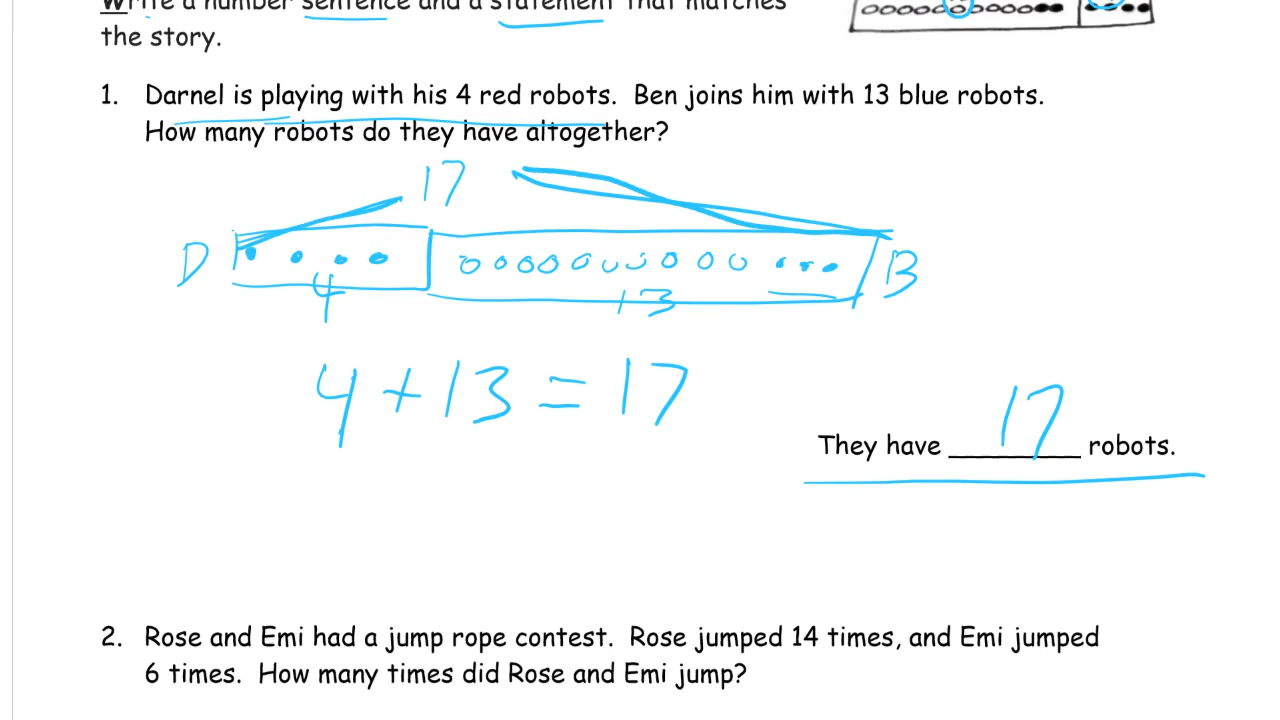 Write a number sentence and a statement that matches
the story.
1. Darnel is playing with his 4 red robots. Ben joins him with 13 blue robots.
How many robots do they have altogether?
17
D
B
4
13
4 + 13 = 17
They have 17 robots.
2. Rose and Emi had a jump rope contest. Rose jumped 14 times, and Emi jumped
6 times. How many times did Rose and Emi jump?